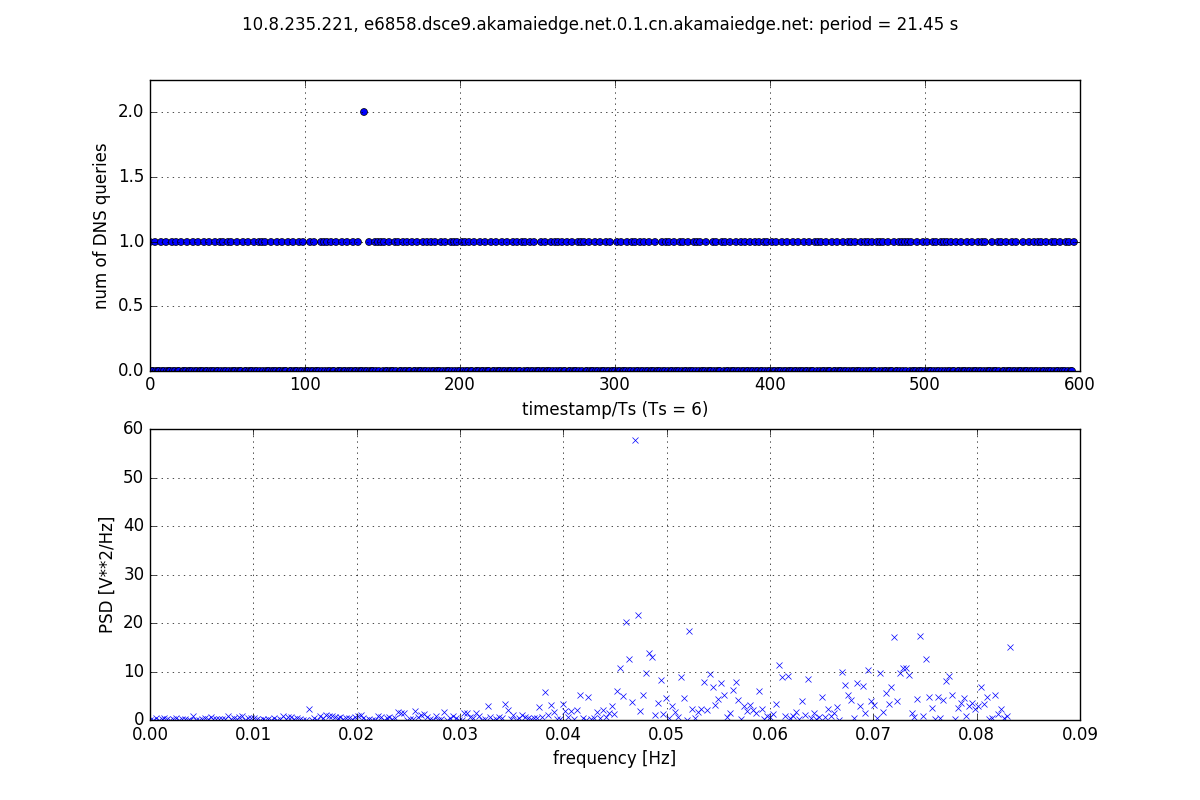 10.8.235.221, e6858.dsce9.akamaiedge.net.0.1.cn.akamaiedge.net: period = 21.45 s
2.0
1.5
1.0
0.5
0.0
num of DNS queries
0 100 200 300 400 500 600
timestamp/Ts (Ts = 6)
60
50
40
30
20
10
0
PSD [V**2/Hz]
0.00 0.01 0.02 0.03 0.04 0.05 0.06 0.07 0.08 0.09
frequency [Hz]